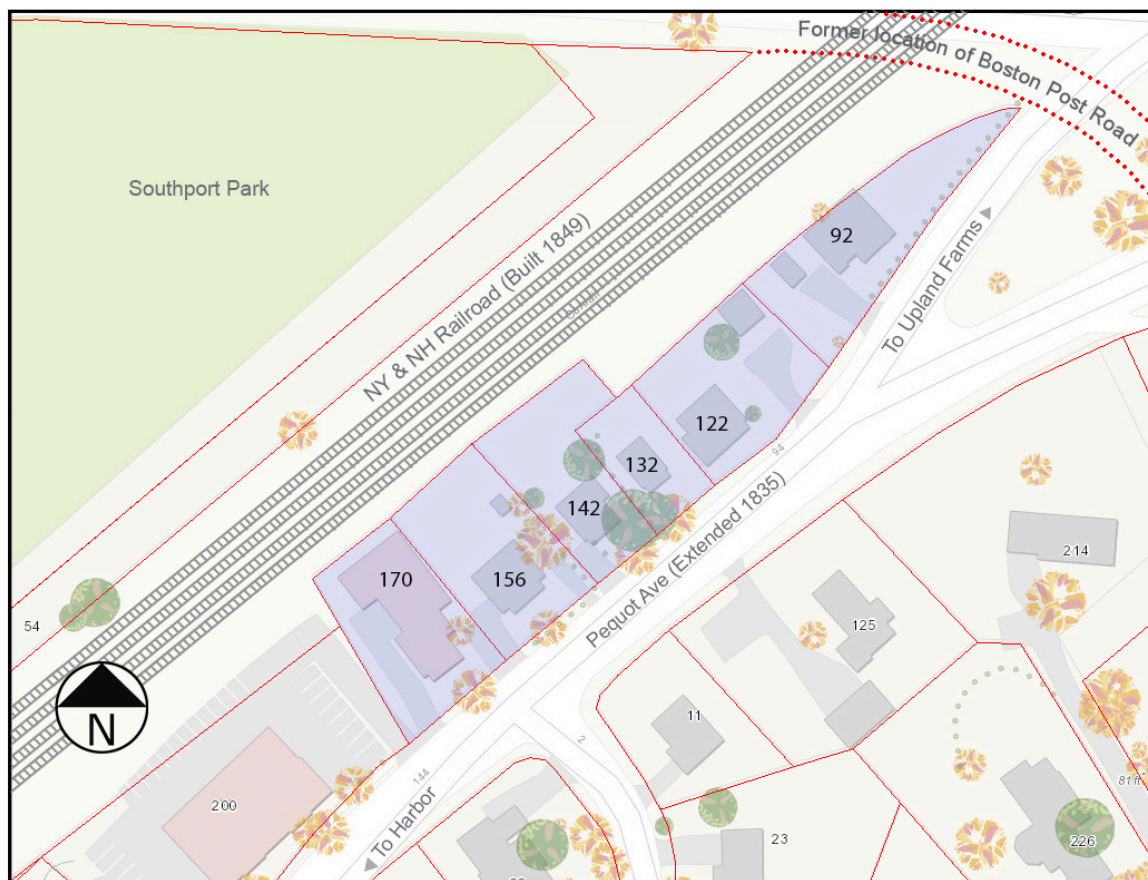 Former location of Boston Post Road
Southport Park
NY & NH Railroad (Built 1849)
92
To Upland Farms
122
132
142
94
170
156
Pequot Ave (Extended 1835)
214
125
54
N
11
2
144
To Harbor
200
23
81 ft
226